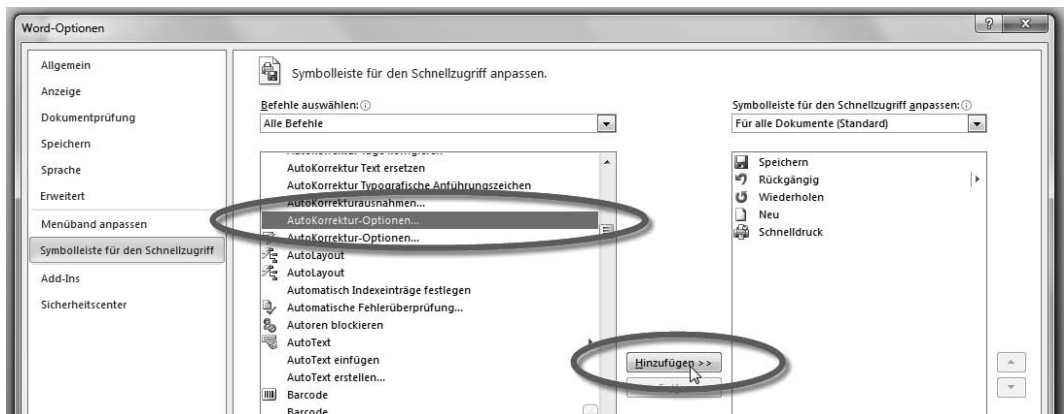 Word-Optionen
Allgemein
Anzeige
Dokumentprüfung
Speichern
Sprache
Erweitert
Menüband anpassen
Symbolleiste für den Schnellzugriff
Add-Ins
Sicherheitscenter
Symbolleiste für den Schnellzugriff anpassen.
Befehle auswählen:
Alle Befehle
AutoKorrektur Text ersetzen
AutoKorrektur Typografische Anführungszeichen
AutoKorrekturausnahmen...
AutoKorrektur-Optionen...
AutoKorrektur-Optionen...
AutoLayout
AutoLayout
Automatisch Indexeinträge festlegen
Automatische Fehlerüberprüfung...
Autoren blockieren
AutoText
AutoText einfügen
AutoText erstellen...
Barcode
Barcode
Hinzufügen >>
Symbolleiste für den Schnellzugriff anpassen:
Für alle Dokumente (Standard)
Speichern
Rückgängig
Wiederholen
Neu
Schnelldruck